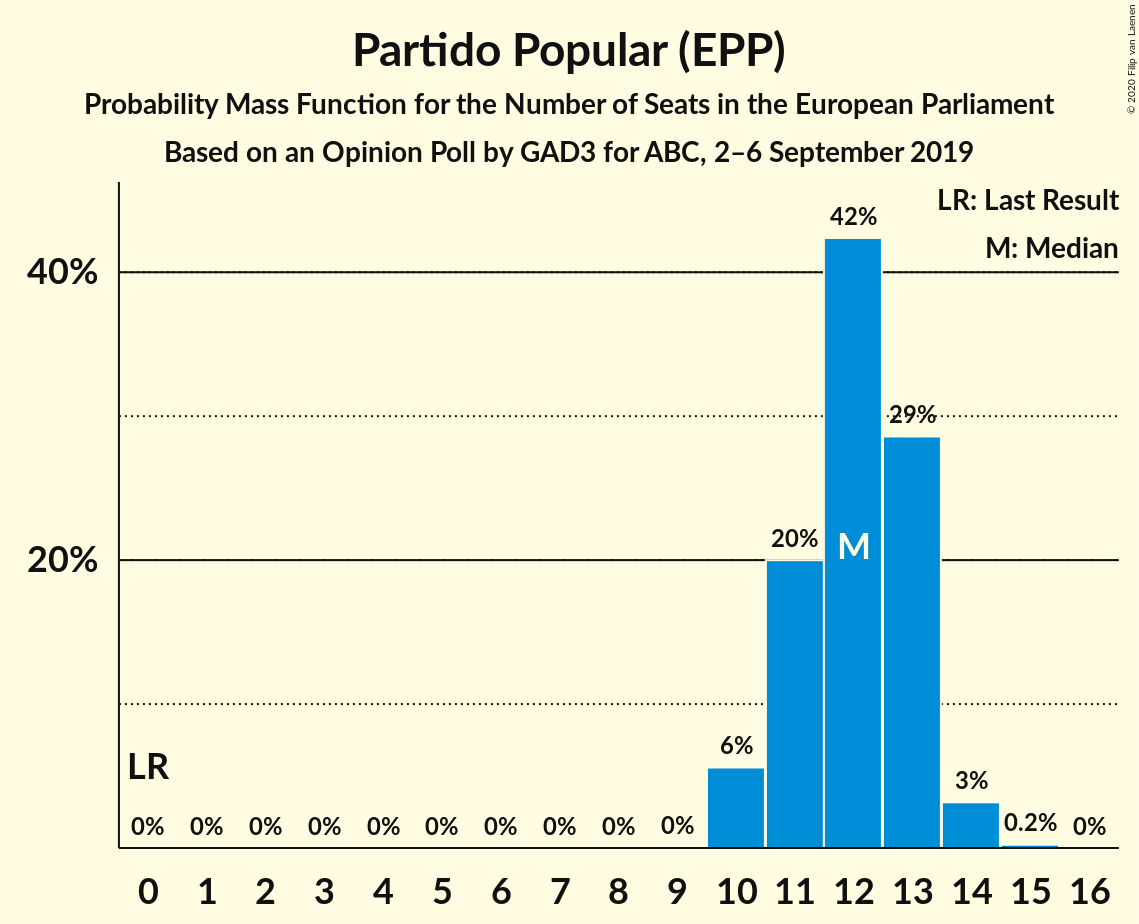 Partido Popular (EPP)
Probability Mass Function for the Number of Seats in the European Parliament
Based on an Opinion Poll by GAD3 for ABC, 2–6 September 2019
© 2020 Filip van Laenen
LR: Last Result
M: Median
40%
20%
LR
0% 0% 0% 0% 0% 0% 0% 0% 0% 0% 6% 20% 42% 29% 3% 0.2% 0%
M
0 1 2 3 4 5 6 7 8 9 10 11 12 13 14 15 16